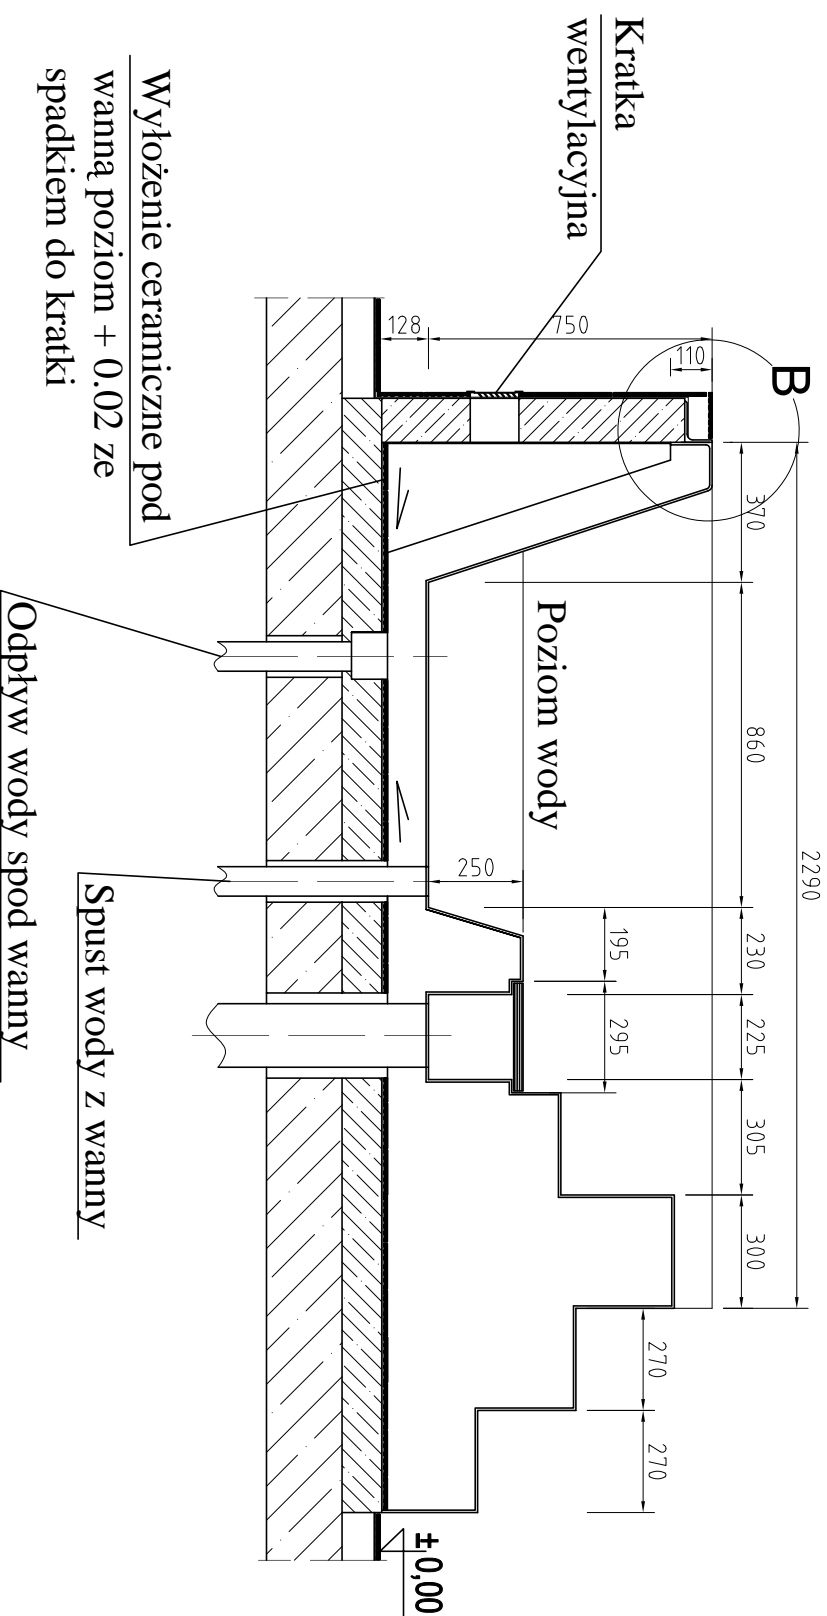 Kratka
wentylacyjna
B
750
128
110
370
860
2290
230
225
305
300
195
295
270
270
250
Poziom wody
± 0,00
Wyłożenie ceramiczne pod
wanną poziom + 0.02 ze
spadkiem do kratki
Spust wody z wanny
Odpływ wody spod wanny